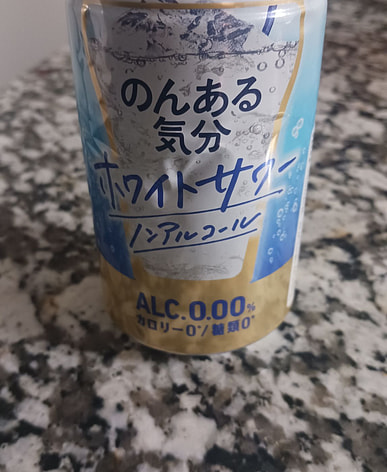 のんある
気分
ホワイトサワー
ノンアルコール
ALC.0.00%
カロリー0*/糖類0*